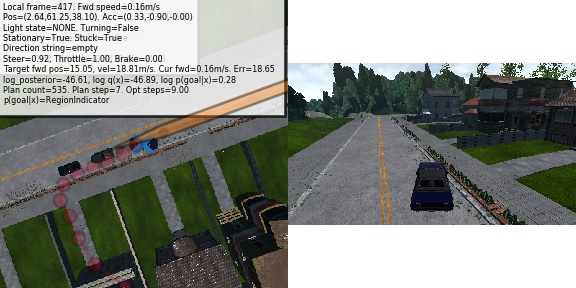 Local frame=417. Fwd speed=0.16m/s
Pos=(2.64,61.25,38.10). Acc=(0.33,-0.90,-0.00)
Light state=NONE. Turning=False
Stationary=True. Stuck=True
Direction string=empty
Steer=0.92, Throttle=1.00, Brake=0.00
Target fwd pos=15.05, vel=18.81m/s. Cur fwd=0.16m/s. Err=18.65
log_posterior=-46.61, log q(x)=-46.89, log p(goal|x)=0.28
Plan count=535. Plan step=7. Opt steps=9.00
p(goal|x)=RegionIndicator